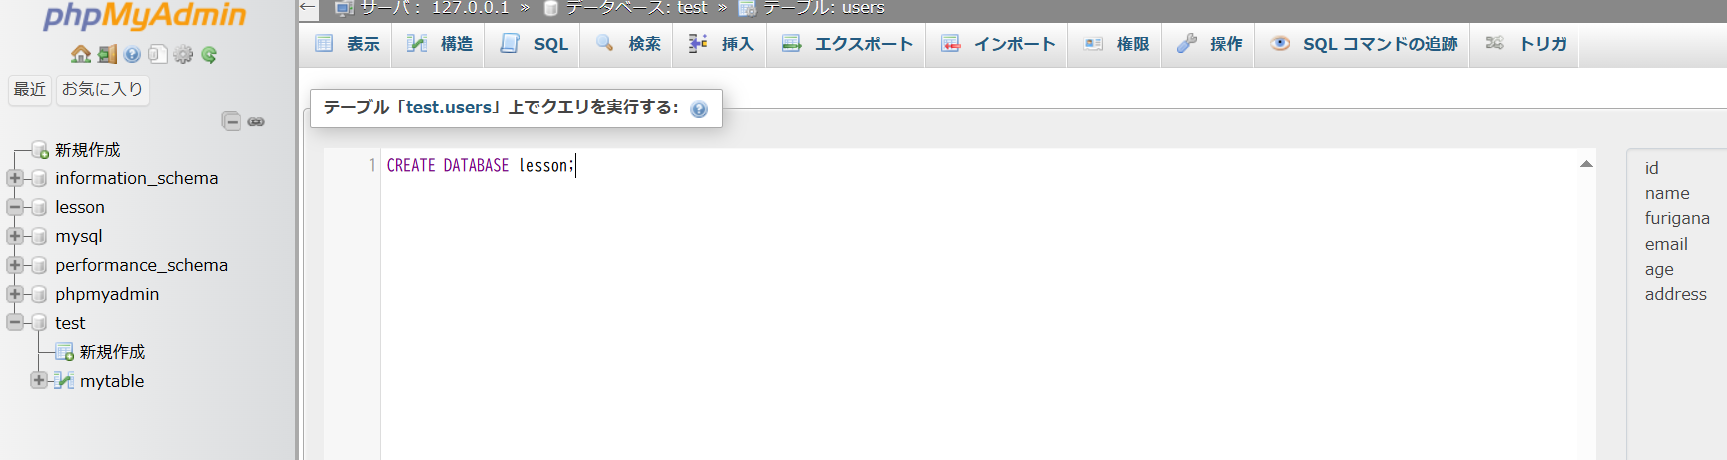 phpMyAdmin
最近 お気に入り
新規作成
information_schema
lesson
mysql
performance_schema
phpmyadmin
test
新規作成
mytable
← サーバ: 127.0.0.1 » データベース: test » テーブル: users
表示 構造 SQL 検索 挿入 エクスポート インポート 権限 操作 SQL コマンドの追跡 トリガ
テーブル「test.users」上でクエリを実行する:
1 CREATE DATABASE lesson;
id
name
furigana
email
age
address